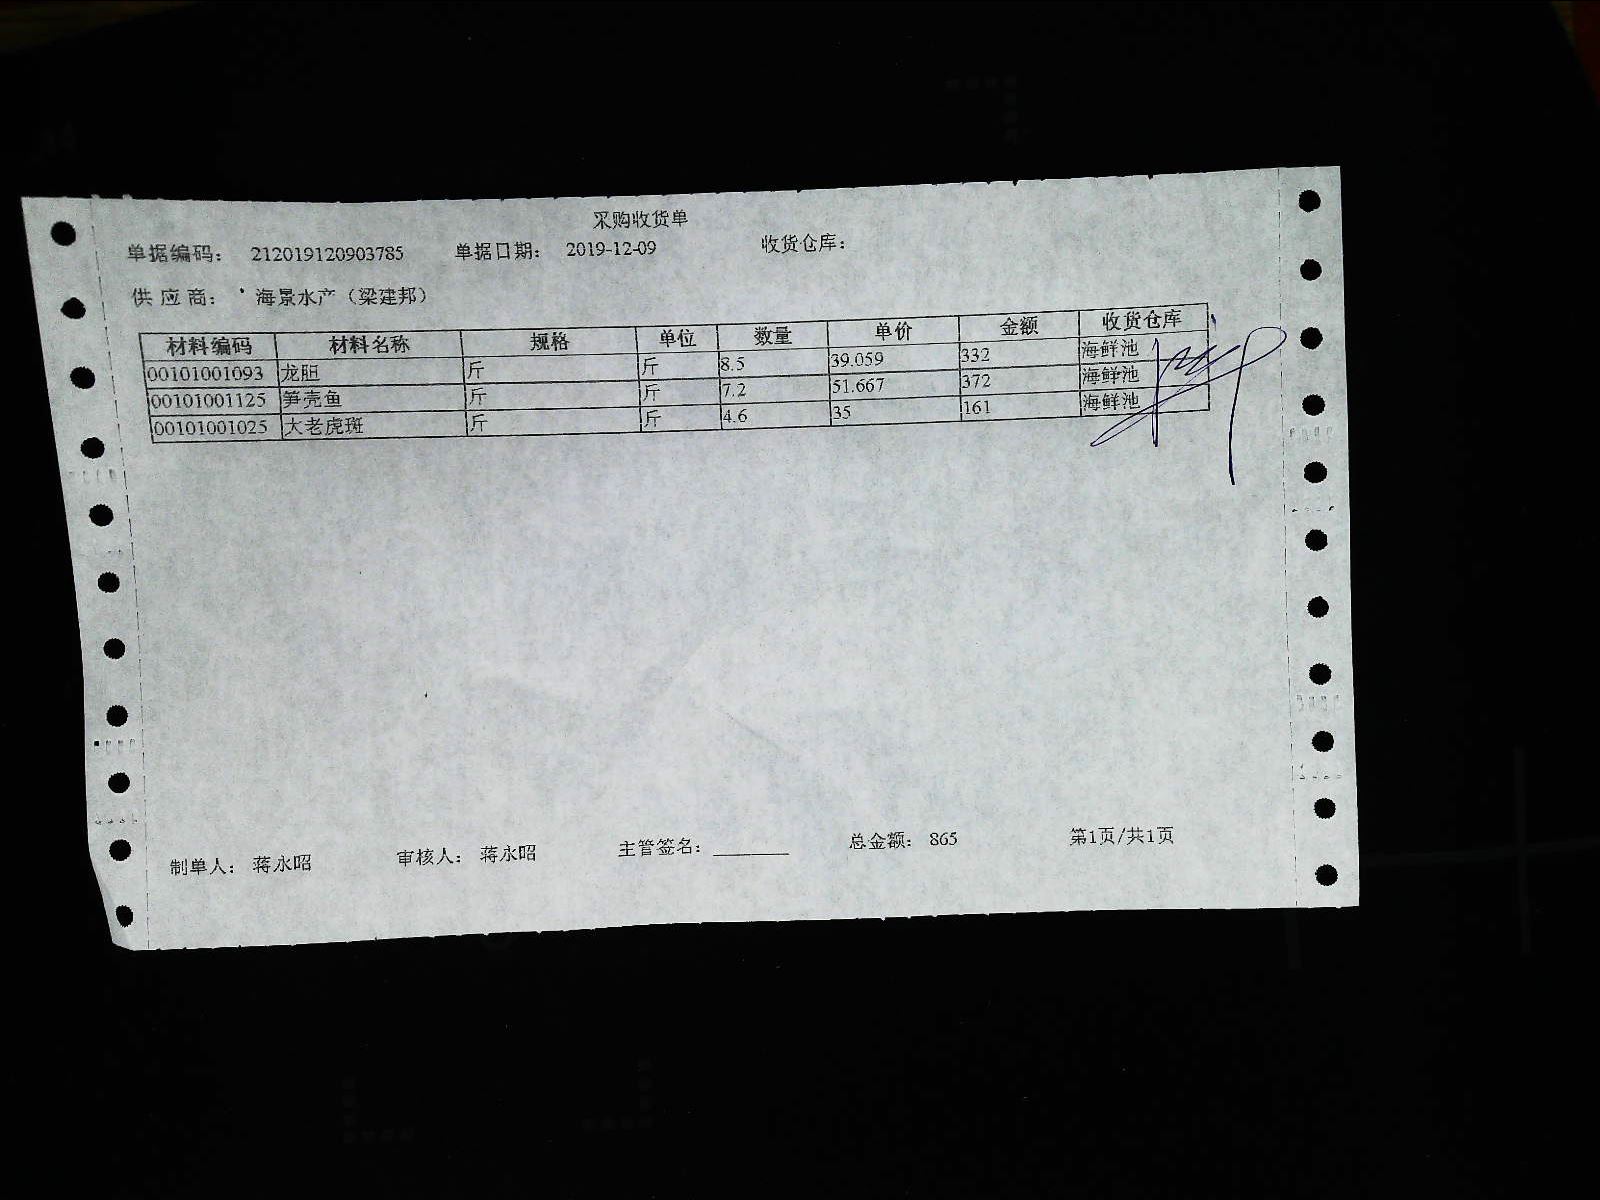 采购收货单
单据编码： 212019120903785 单据日期： 2019-12-09 收货仓库：
供应商： 海景水产（梁建邦）
材料编码 材料名称 规格 单位 数量 单价 金额 收货仓库
00101001093 龙胆 斤 斤 8.5 39.059 332 海鲜池
00101001125 笋壳鱼 斤 斤 7.2 51.667 372 海鲜池
00101001025 大老虎斑 斤 斤 4.6 35 161 海鲜池
制单人： 蒋永昭 审核人： 蒋永昭 主管签名：________ 总金额： 865 第1页/共1页